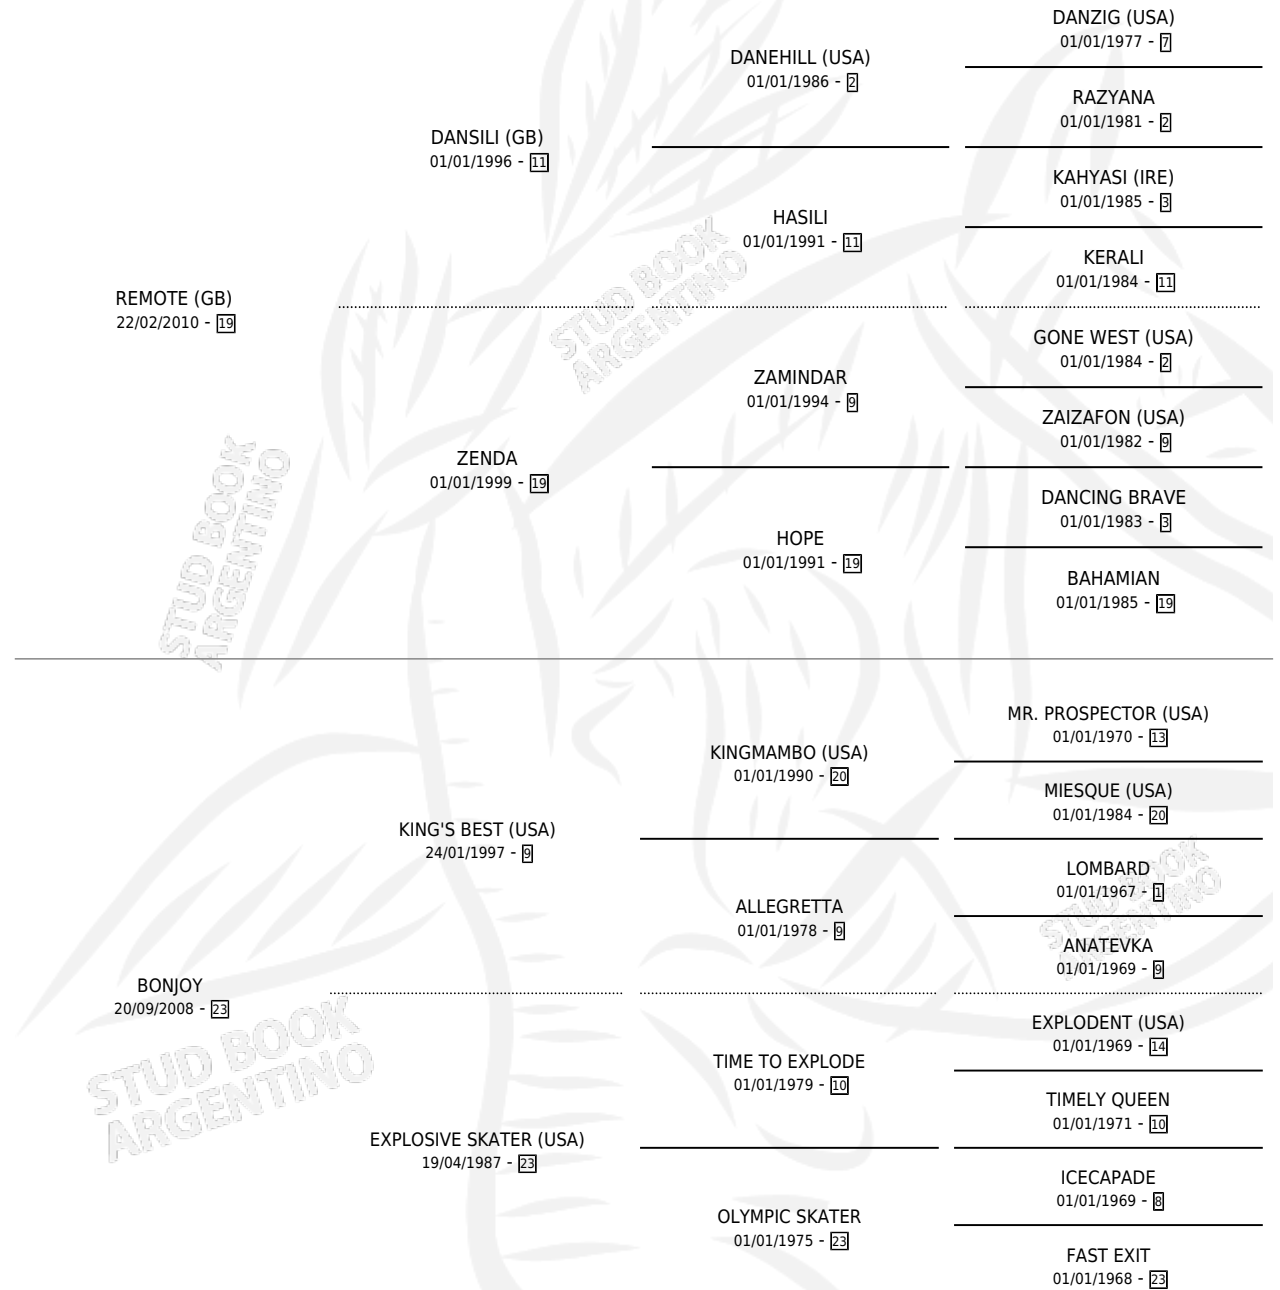 DANZIG (USA)
01/01/1977 - 7
DANEHILL (USA)
01/01/1986 - 2
RAZYANA
01/01/1981 - 2
DANSILI (GB)
01/01/1996 - 11
KAHYASI (IRE)
01/01/1985 - 3
HASILI
01/01/1991 - 11
KERALI
01/01/1984 - 11
REMOTE (GB)
22/02/2010 - 19
STUD BOOK
ARGENTINO
GONE WEST (USA)
01/01/1984 - 2
ZAMINDAR
01/01/1994 - 9
ZAIZAFON (USA)
01/01/1982 - 9
ZENDA
01/01/1999 - 19
DANCING BRAVE
01/01/1983 - 3
HOPE
01/01/1991 - 19
BAHAMIAN
01/01/1985 - 19
STUD BOOK
ARGENTINO
MR. PROSPECTOR (USA)
01/01/1970 - 13
KINGMAMBO (USA)
01/01/1990 - 20
MIESQUE (USA)
01/01/1984 - 20
KING'S BEST (USA)
24/01/1997 - 9
LOMBARD
01/01/1967 - 1
ALLEGRETTA
01/01/1978 - 9
STUD BOOK
ARGENTINO
ANATEVKA
01/01/1969 - 9
BONJOY
20/09/2008 - 23
STUD BOOK
ARGENTINO
EXPLODENT (USA)
01/01/1969 - 14
TIME TO EXPLODE
01/01/1979 - 10
TIMELY QUEEN
01/01/1971 - 10
EXPLOSIVE SKATER (USA)
19/04/1987 - 23
ICECAPADE
01/01/1969 - 8
OLYMPIC SKATER
01/01/1975 - 23
FAST EXIT
01/01/1968 - 23